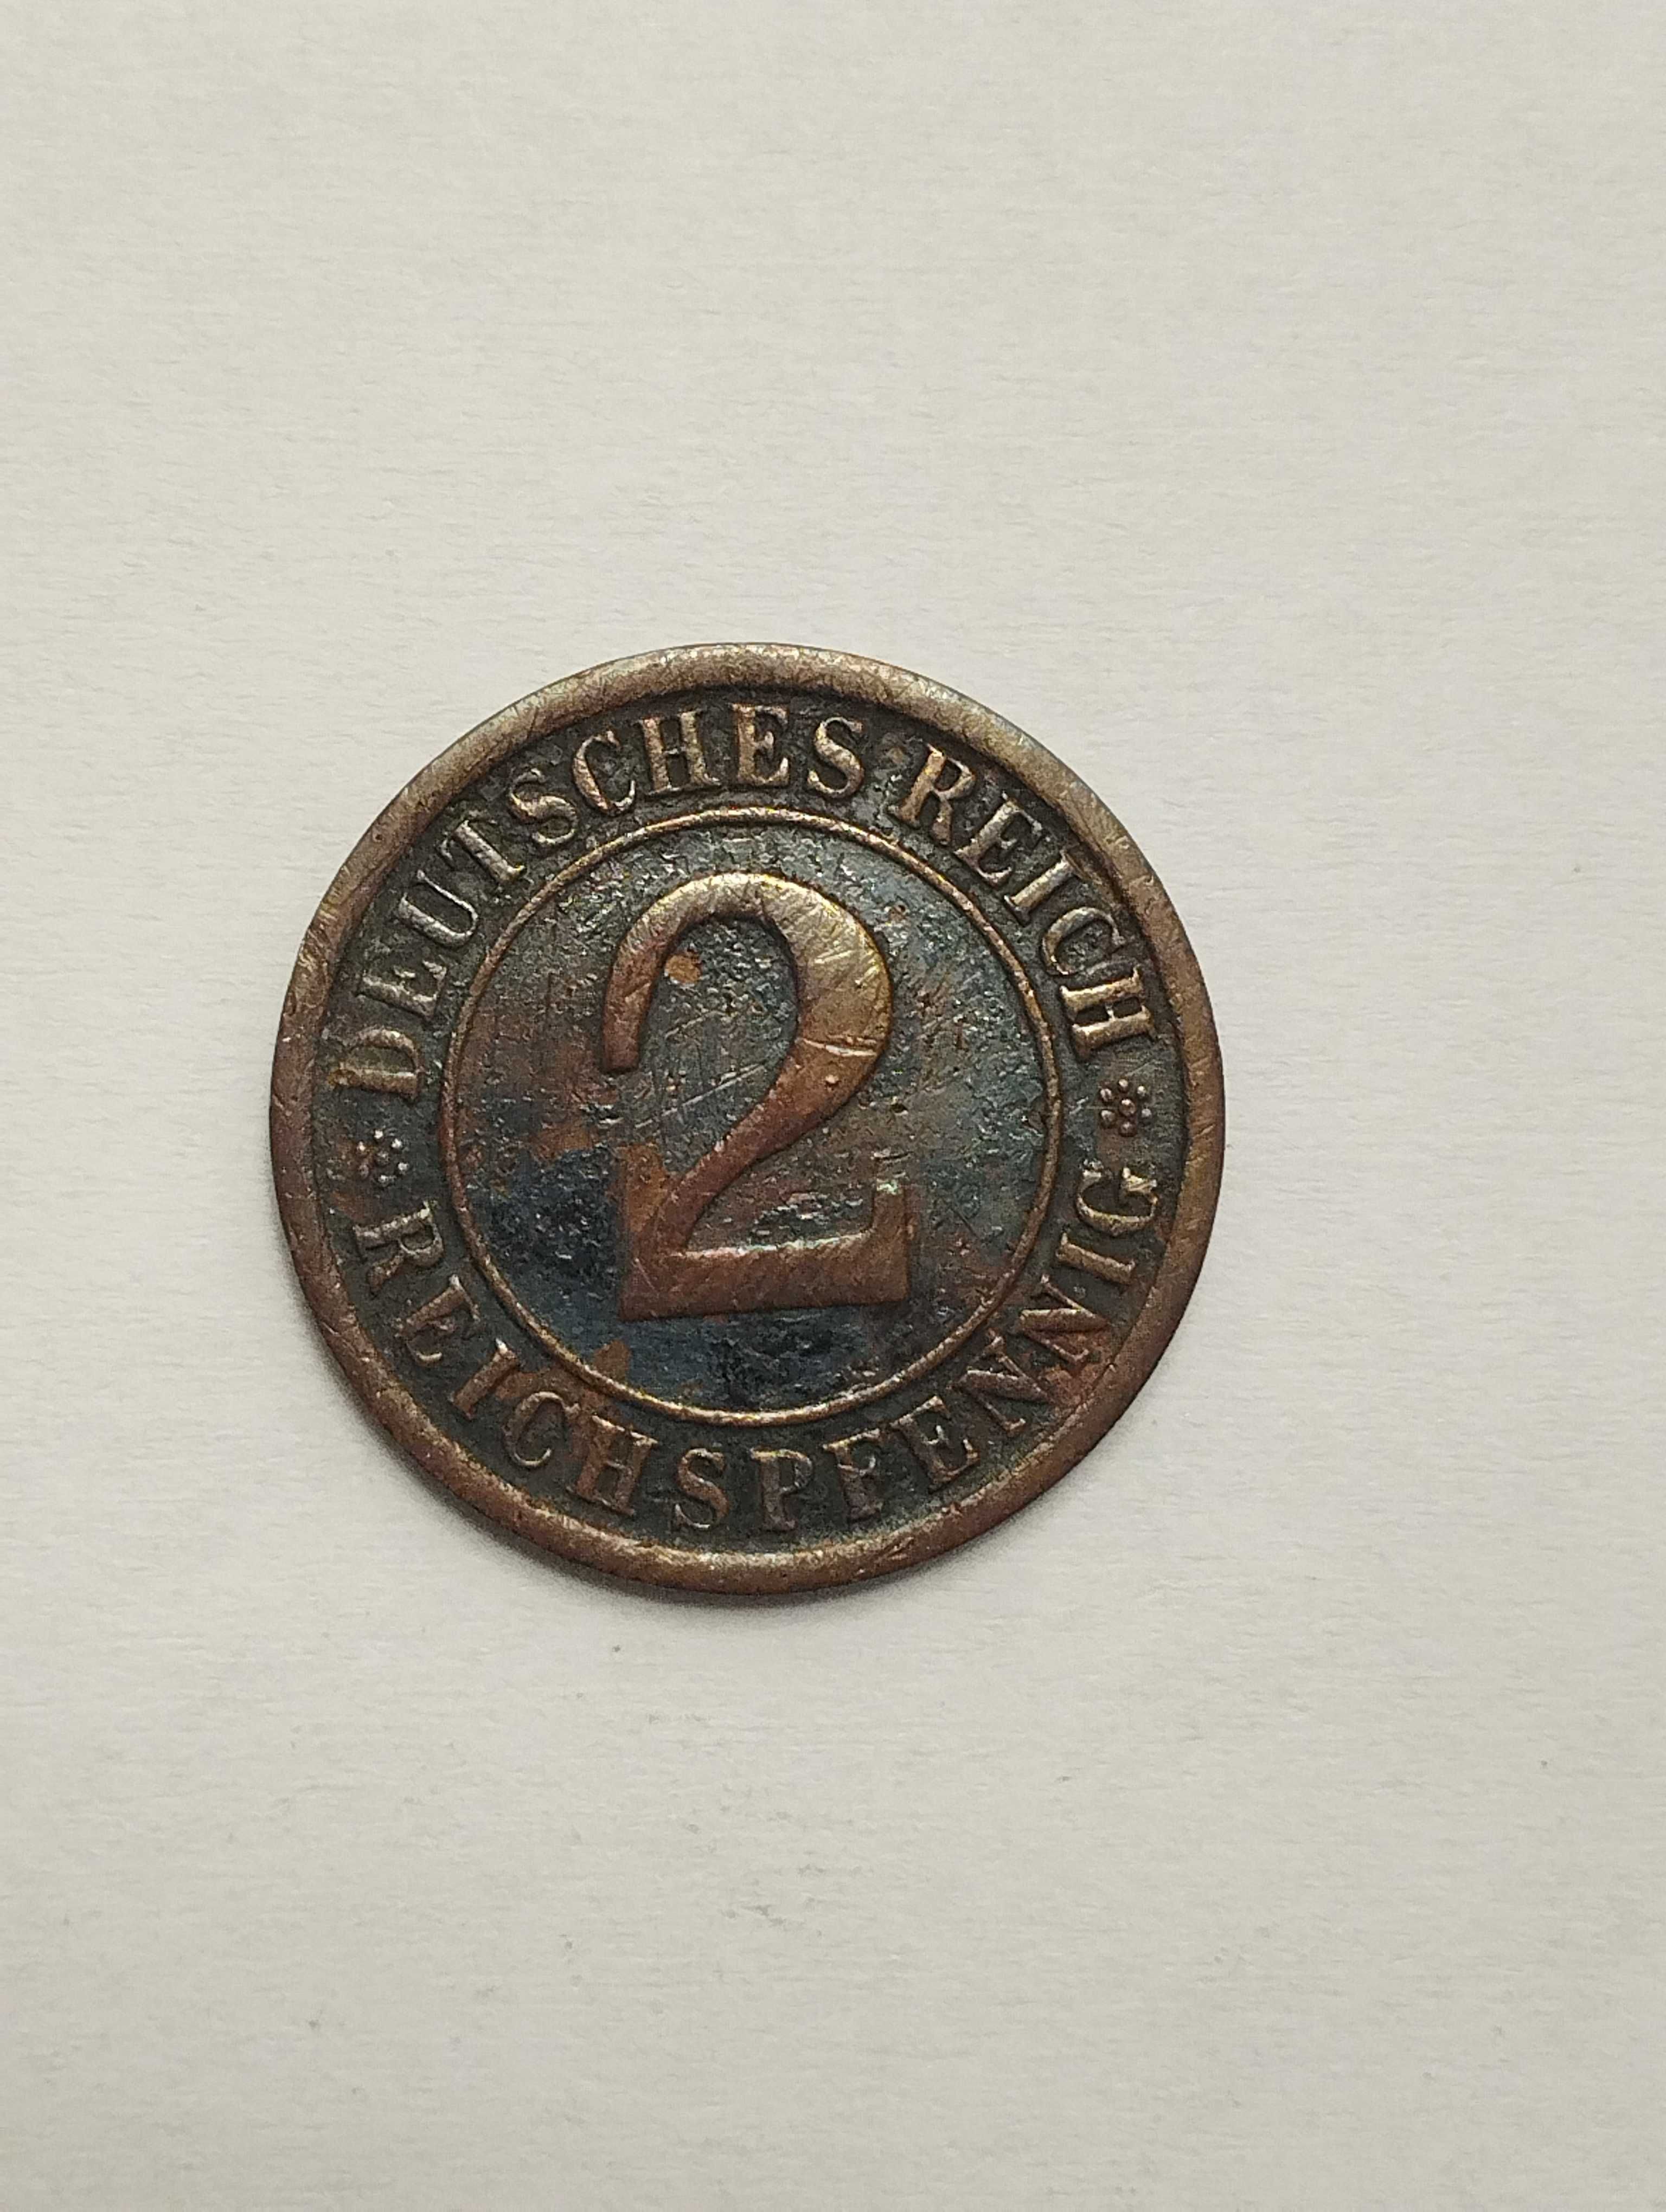 DEUTSCHES REICH
2
REICHSPFENNIG